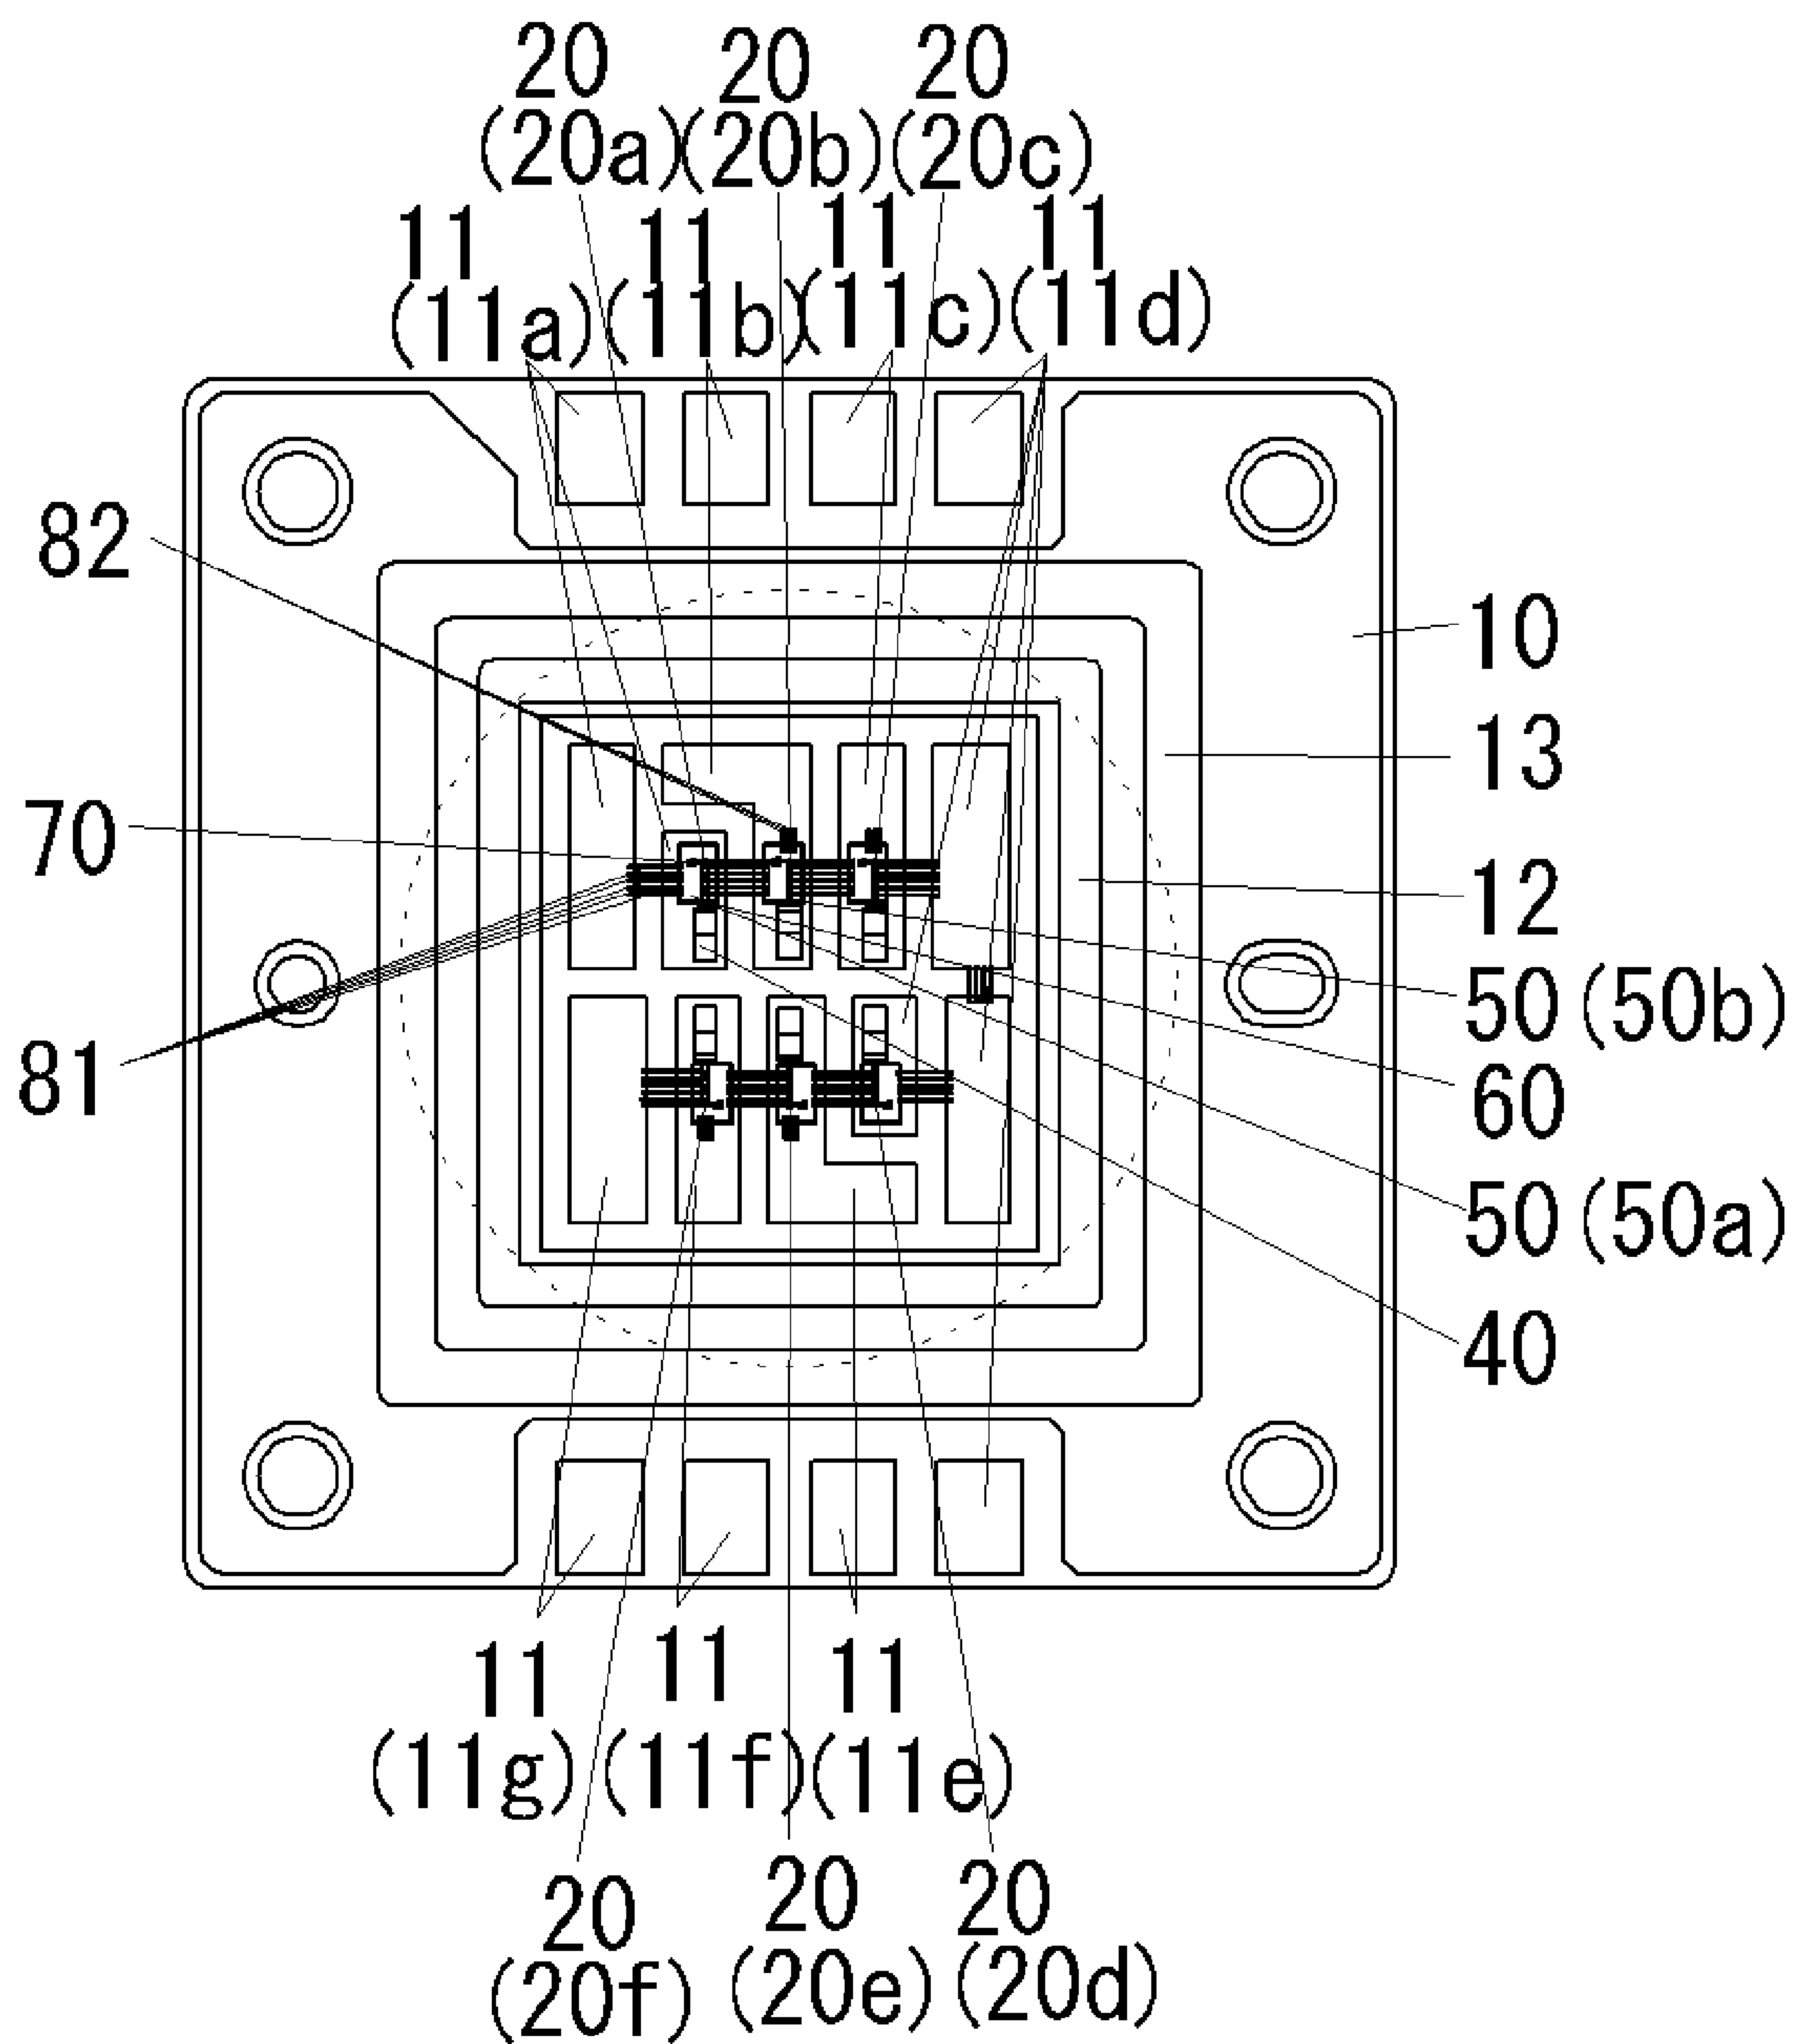 20 20 20
(20a)(20b)(20c)
11 11 11 11
(11a)(11b)(11c)(11d)
82
10
13
70
12
50(50b)
81
60
50(50a)
40
11 11 11
(11g)(11f)(11e)
20 20 20
(20f)(20e)(20d)